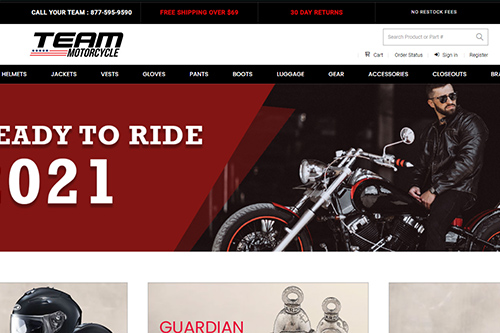 CALL YOUR TEAM : 877-595-9590
FREE SHIPPING OVER $69
30 DAY RETURNS
NO RESTOCK FEES
TEAM
MOTORCYCLE
Search Product or Part #
Cart
Order Status
Sign in
Register
HELMETS
JACKETS
VESTS
GLOVES
PANTS
BOOTS
LUGGAGE
GEAR
ACCESSORIES
CLOSEOUTS
BRAN
EADY TO RIDE
2021
GUARDIAN